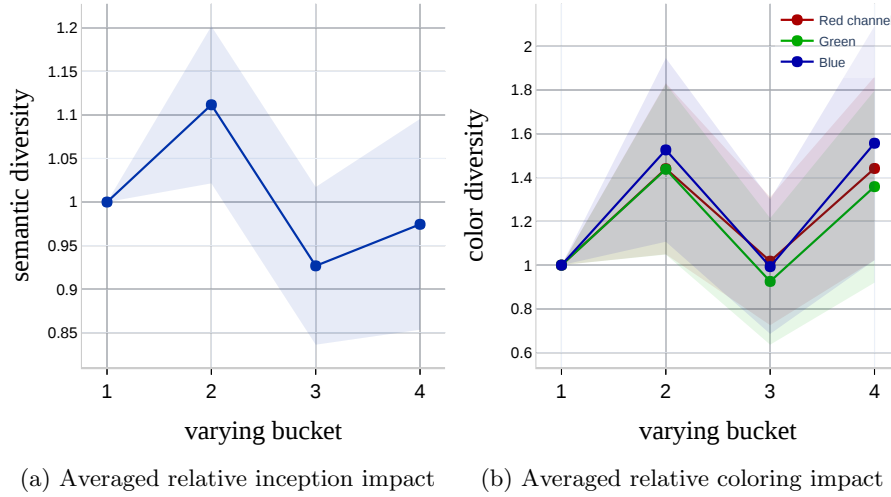 1.2
1.15
1.1
1.05
1
0.95
0.9
0.85
semantic diversity
1 2 3 4
varying bucket
(a) Averaged relative inception impact
Red channe
Green
Blue
2
1.8
1.6
1.4
1.2
1
0.8
0.6
color diversity
1 2 3 4
varying bucket
(b) Averaged relative coloring impact